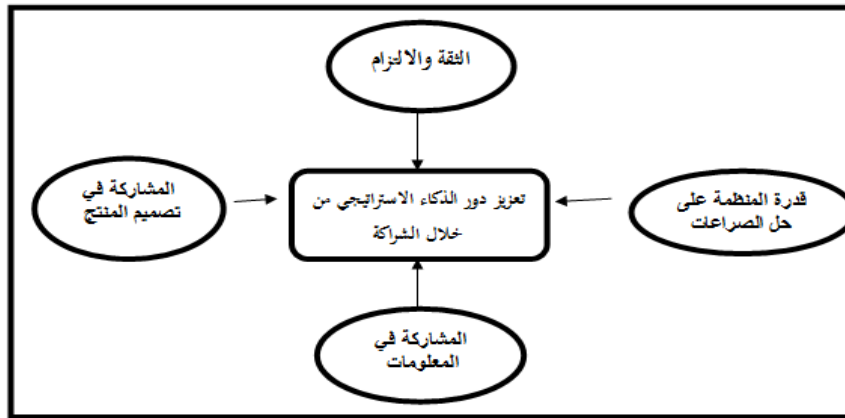 الثقة والالتزام
قدرة المنظمة على
حل الصراعات
تعزيز دور الذكاء الاستراتيجي من
خلال الشراكة
المشاركة في
تصميم المنتج
المشاركة في
المعلومات